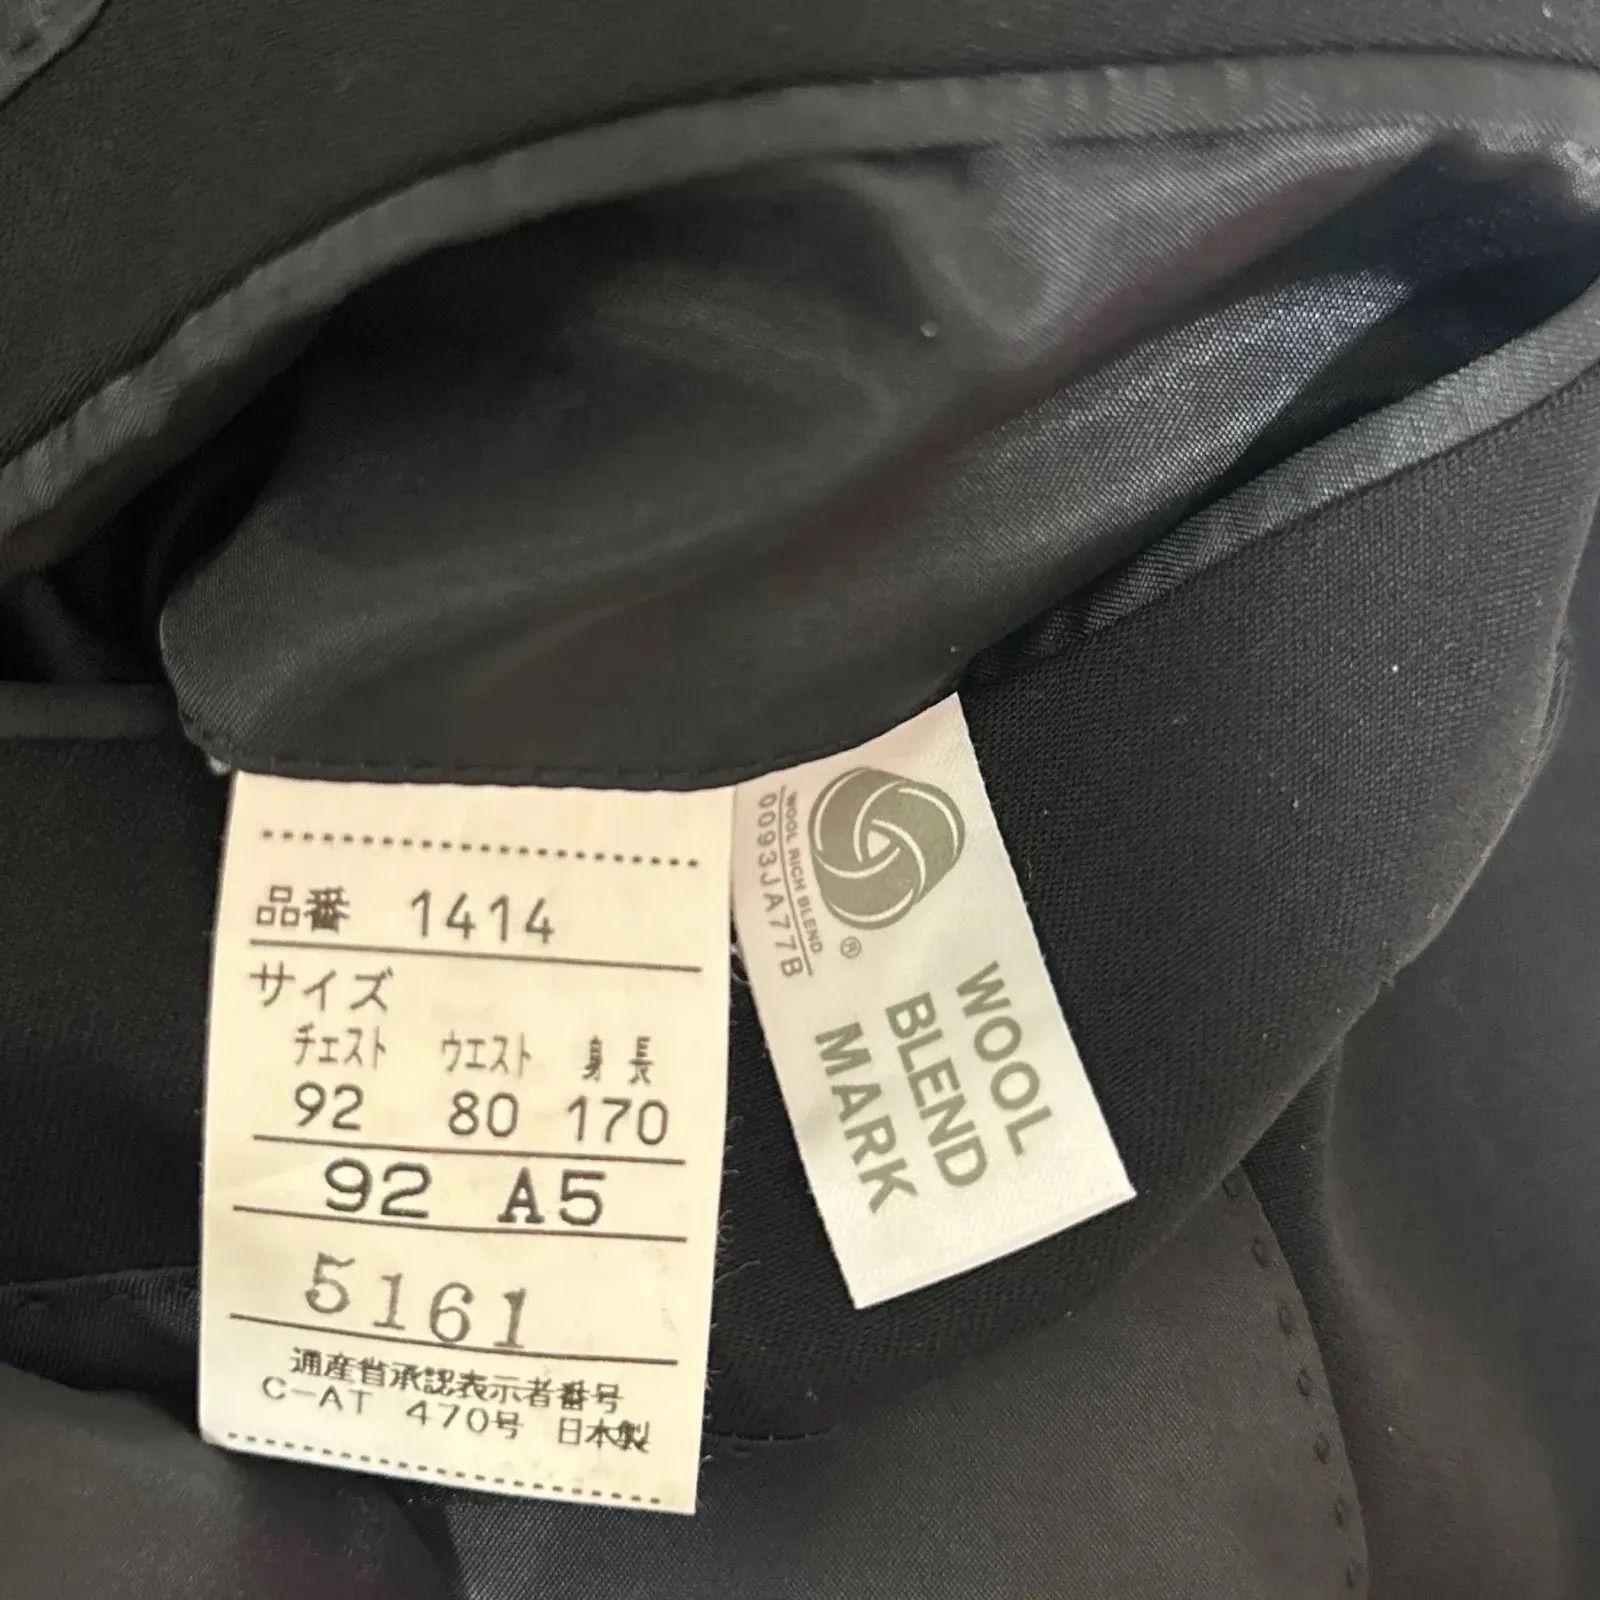 品番 1414
サイズ
チェスト ウエスト 身長
92 80 170
92 A5
5161
通産省承認表示者番号
C-AT 470号 日本製
WOOL RICH BLEND
0093JA77B
®
WOOL
BLEND
MARK